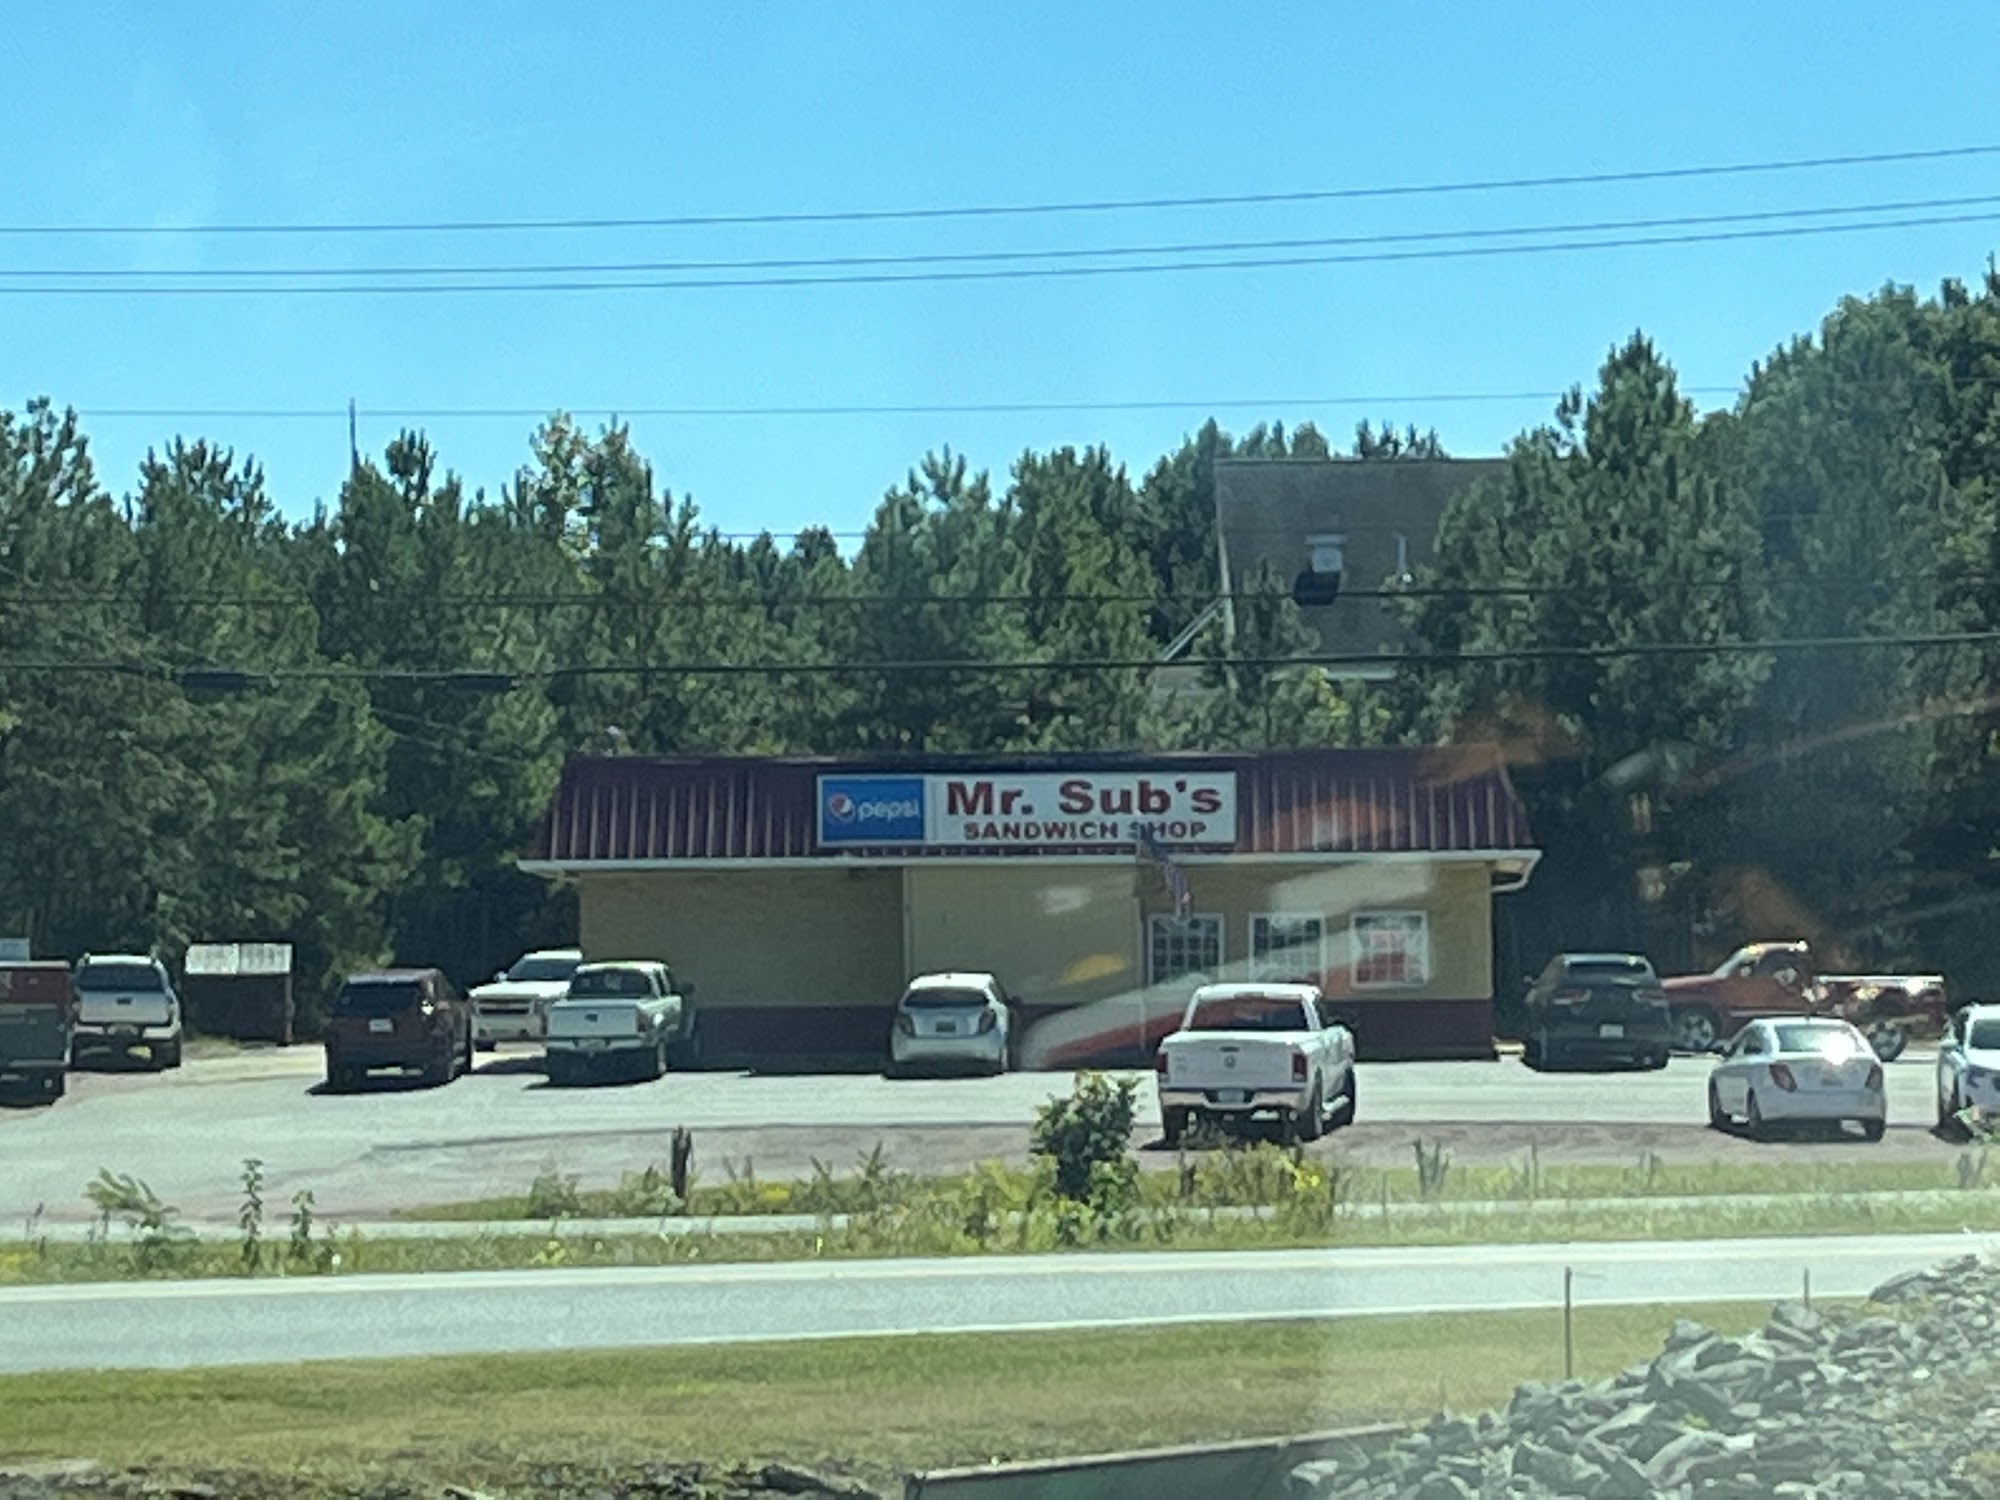 pepsi
Mr. Sub's
SANDWICH SHOP